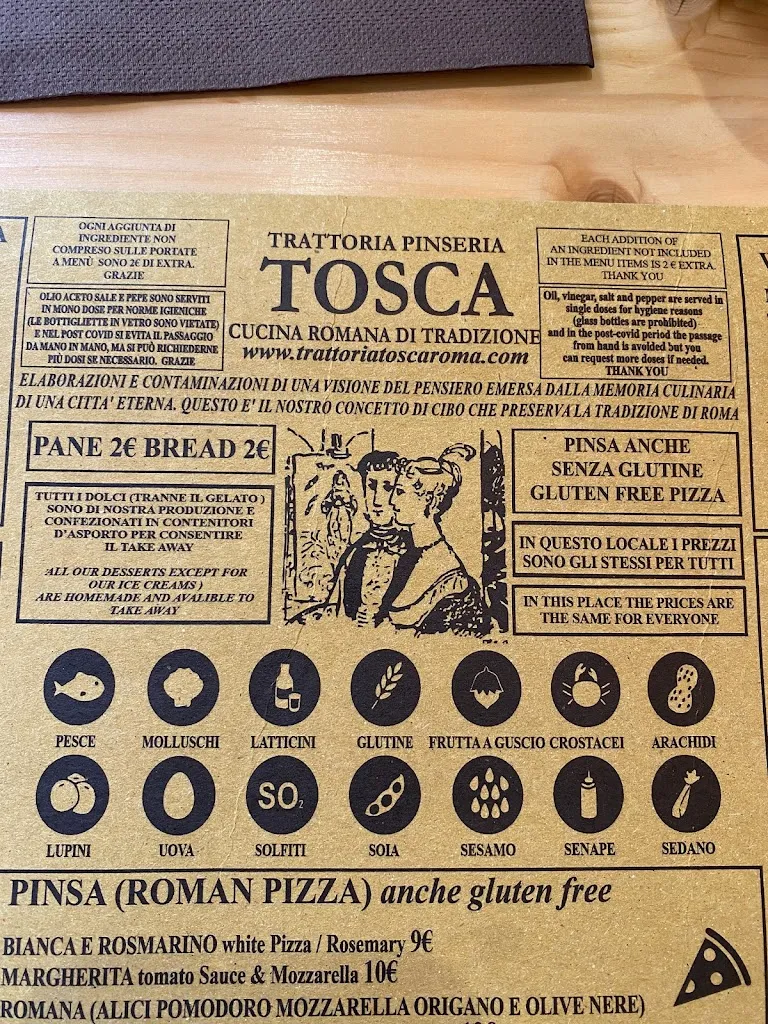 OGNI AGGIUNTA DI
INGREDIENTE NON
COMPRESO SULLE PORTATE
A MENÙ SONO 2€ DI EXTRA.
GRAZIE
OLIO ACETO SALE E PEPE SONO SERVITI
IN MONO DOSE PER NORME IGIENICHE
(LE BOTTIGLIETTE IN VETRO SONO VIETATE)
E NEL POST COVID SI EVITA IL PASSAGGIO
DA MANO IN MANO, MA SI PUÒ RICHIEDERNE
PIÙ DOSI SE NECESSARIO. GRAZIE
TRATTORIA PINSERIA
TOSCA
CUCINA ROMANA DI TRADIZIONE
www.trattoriatoscaroma.com
EACH ADDITION OF
AN INGREDIENT NOT INCLUDED
IN THE MENU ITEMS IS 2 € EXTRA.
THANK YOU
Oil, vinegar, salt and pepper are served in
single doses for hygiene reasons
(glass bottles are prohibited)
and in the post-covid period the passage
from hand is avoided but you
can request more doses if needed.
THANK YOU
ELABORAZIONI E CONTAMINAZIONI DI UNA VISIONE DEL PENSIERO EMERSA DALLA MEMORIA CULINARIA
DI UNA CITTA' ETERNA. QUESTO E' IL NOSTRO CONCETTO DI CIBO CHE PRESERVA LA TRADIZIONE DI ROMA
PANE 2€ BREAD 2€
TUTTI I DOLCI (TRANNE IL GELATO )
SONO DI NOSTRA PRODUZIONE E
CONFEZIONATI IN CONTENITORI
D'ASPORTO PER CONSENTIRE
IL TAKE AWAY
ALL OUR DESSERTS EXCEPT FOR
OUR ICE CREAMS )
ARE HOMEMADE AND AVALIBLE TO
TAKE AWAY
PINSA ANCHE
SENZA GLUTINE
GLUTEN FREE PIZZA
IN QUESTO LOCALE I PREZZI
SONO GLI STESSI PER TUTTI
IN THIS PLACE THE PRICES ARE
THE SAME FOR EVERYONE
PESCE MOLLUSCHI LATTICINI GLUTINE FRUTTA A GUSCIO CROSTACEI ARACHIDI
SO2
LUPINI UOVA SOLFITI SOIA SESAMO SENAPE SEDANO
PINSA (ROMAN PIZZA) anche gluten free
BIANCA E ROSMARINO white Pizza / Rosemary 9€
MARGHERITA tomato Sauce & Mozzarella 10€
ROMANA (ALICI POMODORO MOZZARELLA ORIGANO E OLIVE NERE)